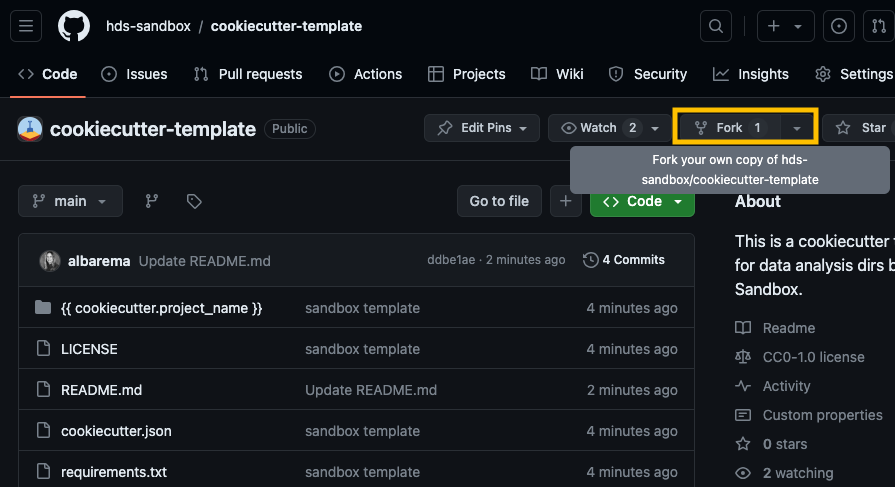 hds-sandbox / cookiecutter-template
Code Issues Pull requests Actions Projects Wiki Security Insights Settings
cookiecutter-template Public Edit Pins Watch 2 Fork 1 Star
Fork your own copy of hds-
sandbox/cookiecutter-template
main Go to file Code
albarema Update README.md ddbe1ae · 2 minutes ago 4 Commits
{{ cookiecutter.project_name }} sandbox template 4 minutes ago
LICENSE sandbox template 4 minutes ago
README.md Update README.md 2 minutes ago
cookiecutter.json sandbox template 4 minutes ago
requirements.txt sandbox template 4 minutes ago
About
This is a cookiecutter
for data analysis dirs
Sandbox.
Readme
CC0-1.0 license
Activity
Custom properties
0 stars
2 watching